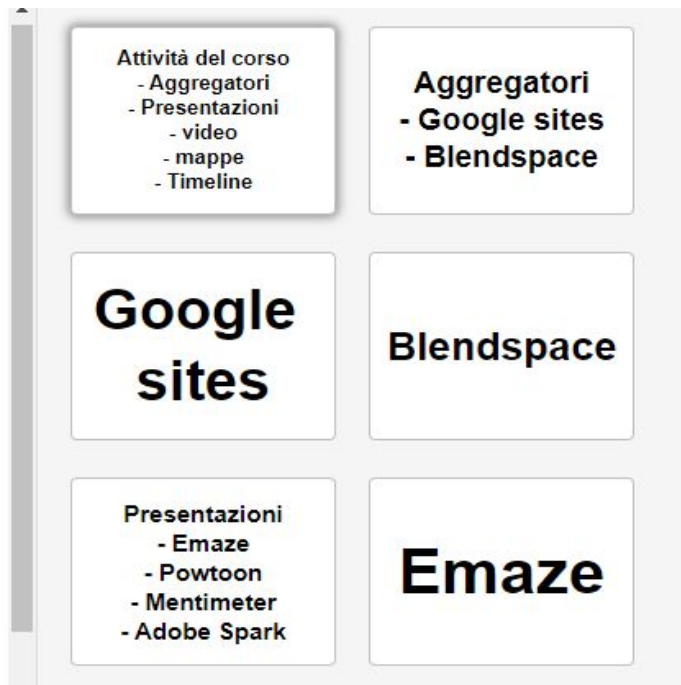 Attività del corso
- Aggregatori
- Presentazioni
- video
- mappe
- Timeline
Aggregatori
- Google sites
- Blendspace
Google
sites
Blendspace
Presentazioni
- Emaze
- Powtoon
- Mentimeter
- Adobe Spark
Emaze